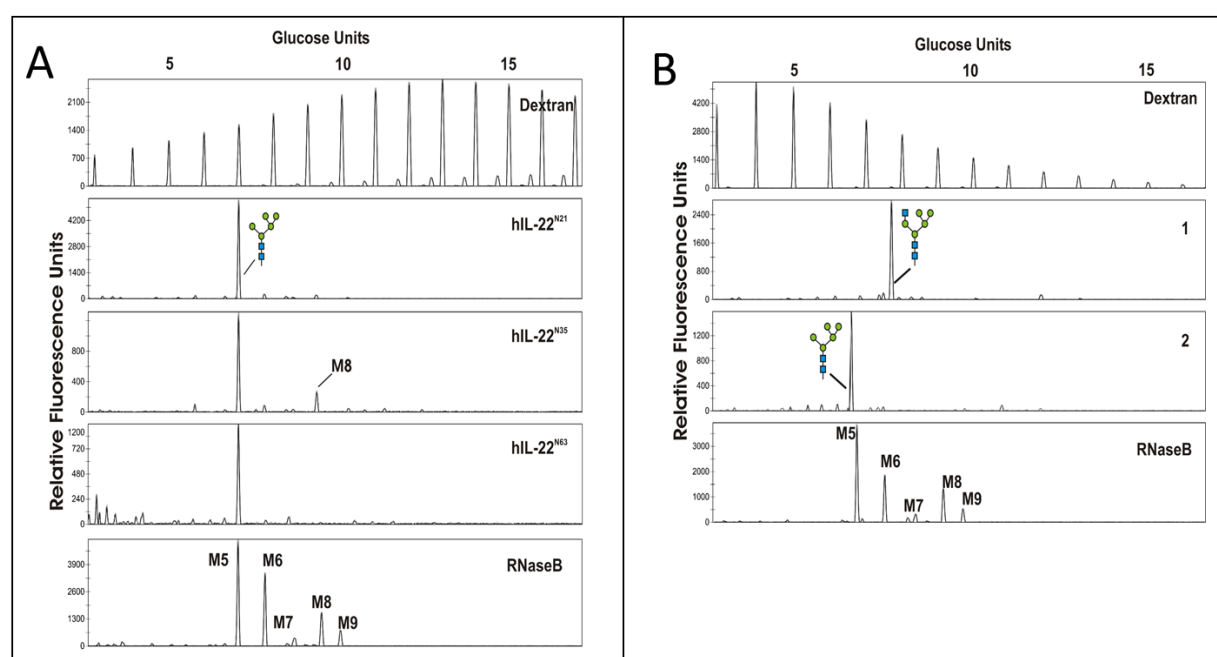 A
Glucose Units
5 10 15
Relative Fluorescence Units
Dextran
2100
1400
700
0
hIL-22N21
4200
2800
1400
0
hIL-22N35
M8
800
400
0
hIL-22N63
1200
720
480
240
0
RNaseB
M5 M6 M7 M8 M9
3900
2600
1300
0
B
Glucose Units
5 10 15
Relative Fluorescence Units
Dextran
4200
2800
1400
0
1
2400
1600
800
0
2
1200
800
400
0
RNaseB
M5 M6 M7 M8 M9
3000
2000
1000
0